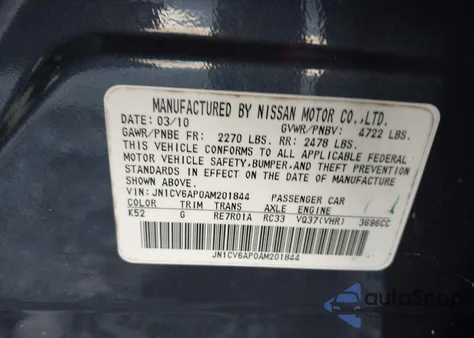 MANUFACTURED BY NISSAN MOTOR CO.,LTD.
DATE: 03/10 GVWR/PNBV: 4722 LBS.
GAWR/PNBE FR: 2270 LBS. RR: 2478 LBS.
THIS VEHICLE CONFORMS TO ALL APPLICABLE FEDERAL
MOTOR VEHICLE SAFETY,BUMPER,AND THEFT PREVENTION
STANDARDS IN EFFECT ON THE DATE OF MANUFACTURE
SHOWN ABOVE.
VIN: JN1CV6AP0AM201844 PASSENGER CAR
COLOR TRIM TRANS AXLE ENGINE
K52 G RE7R01A RC33 VQ37(VHR) 3696CC
JN1CV6AP0AM201844
autoSnap